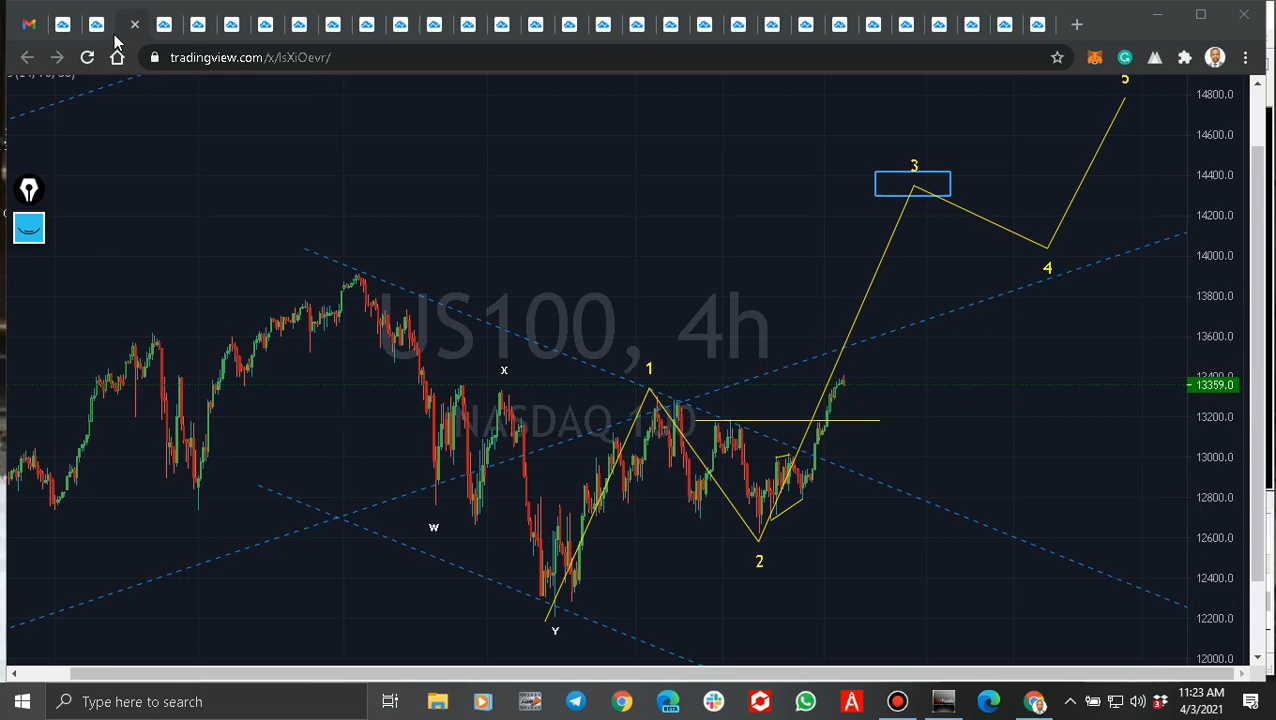 tradingview.com/x/IsXiOevr/
5
14800.0
14600.0
3
14400.0
14200.0
4
14000.0
13800.0
US100, 4h
13600.0
1
X
13400.0
13359.0
NASDAQ 100
13200.0
13000.0
12800.0
W
12600.0
2
12400.0
12200.0
Y
12000.0
Type here to search
BETA
A
3
11:23 AM
4/3/2021